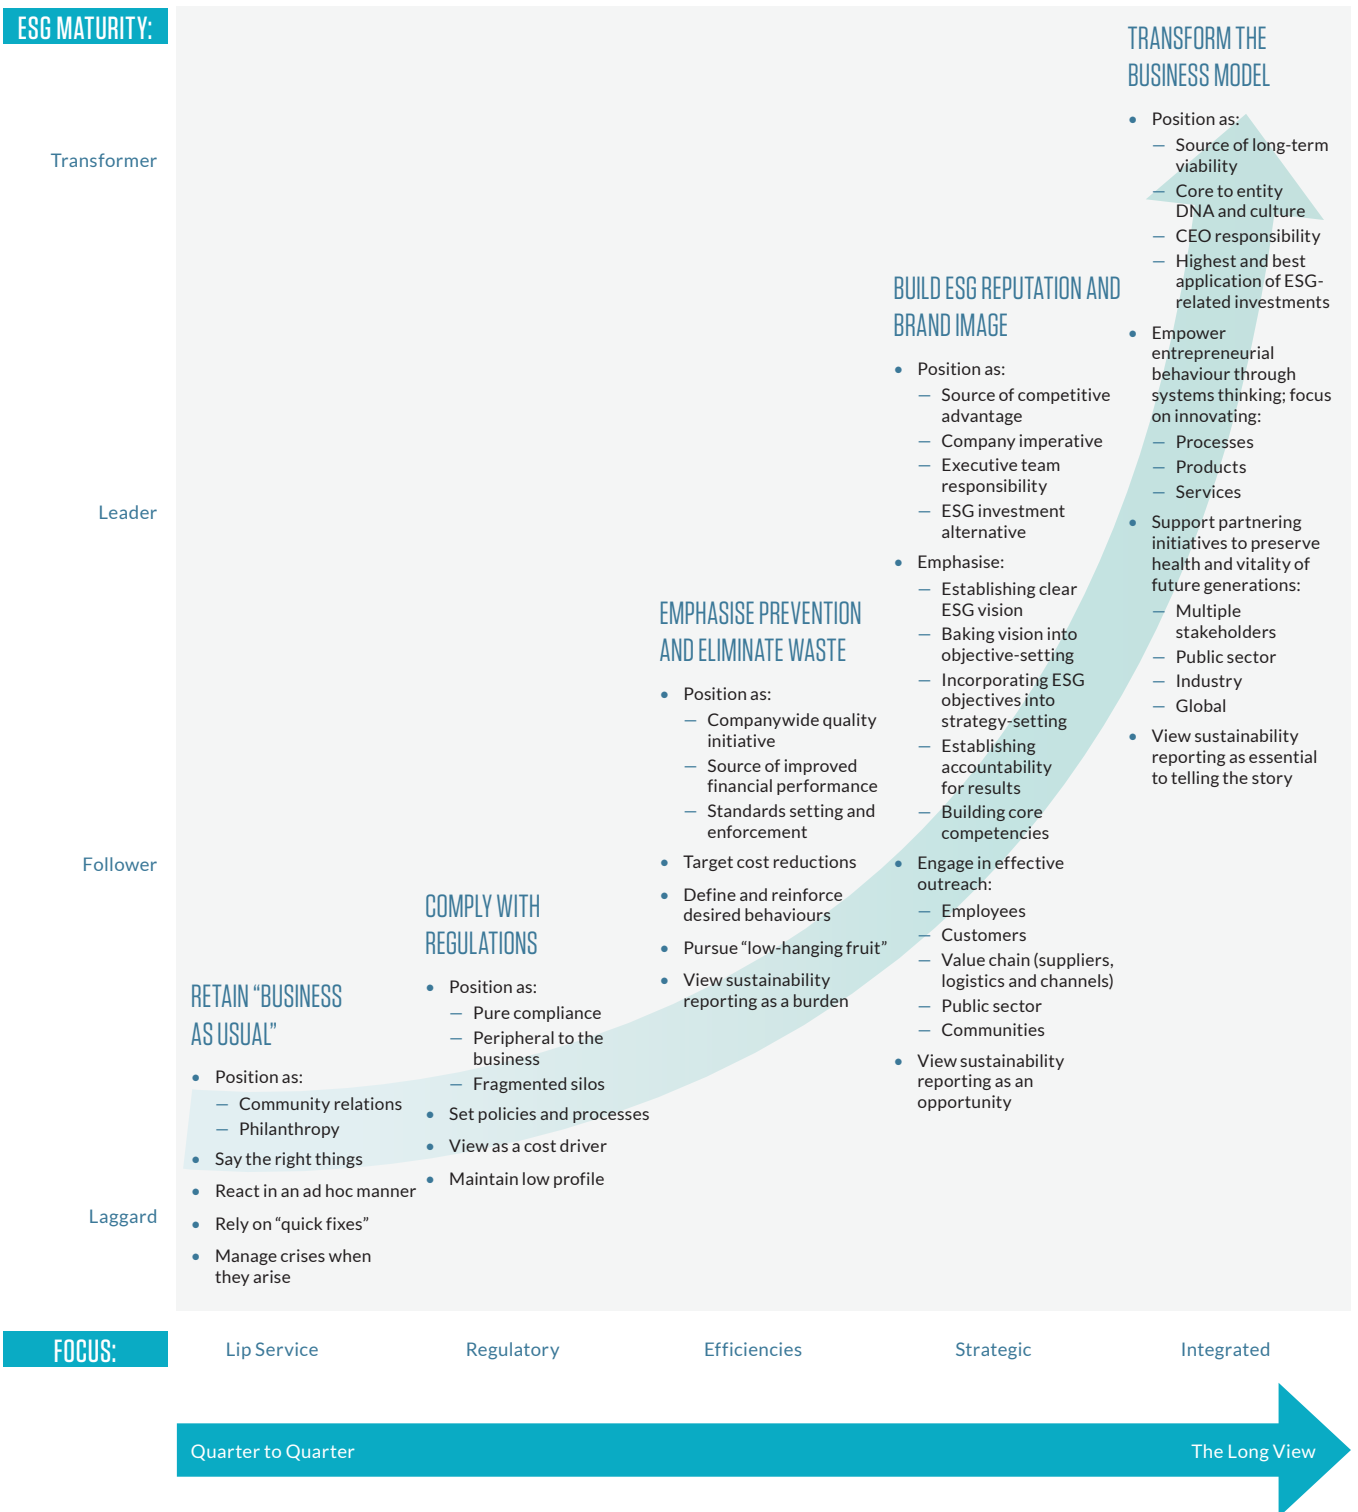 ESG MATURITY:
Transformer
Leader
Follower
Laggard
RETAIN “BUSINESS
AS USUAL”
• Position as:
— Community relations
— Philanthropy
• Say the right things
• React in an ad hoc manner
• Rely on “quick fixes”
• Manage crises when
they arise
COMPLY WITH
REGULATIONS
• Position as:
— Pure compliance
— Peripheral to the
business
— Fragmented silos
• Set policies and processes
• View as a cost driver
• Maintain low profile
EMPHASISE PREVENTION
AND ELIMINATE WASTE
• Position as:
— Companywide quality
initiative
— Source of improved
financial performance
— Standards setting and
enforcement
• Target cost reductions
• Define and reinforce
desired behaviours
• Pursue “low-hanging fruit”
• View sustainability
reporting as a burden
BUILD ESG REPUTATION AND
BRAND IMAGE
• Position as:
— Source of competitive
advantage
— Company imperative
— Executive team
responsibility
— ESG investment
alternative
• Emphasise:
— Establishing clear
ESG vision
— Baking vision into
objective-setting
— Incorporating ESG
objectives into
strategy-setting
— Establishing
accountability
for results
— Building core
competencies
• Engage in effective
outreach:
— Employees
— Customers
— Value chain (suppliers,
logistics and channels)
— Public sector
— Communities
• View sustainability
reporting as an
opportunity
TRANSFORM THE
BUSINESS MODEL
• Position as:
— Source of long-term
viability
— Core to entity
DNA and culture
— CEO responsibility
— Highest and best
application of ESG-
related investments
• Empower
entrepreneurial
behaviour through
systems thinking; focus
on innovating:
— Processes
— Products
— Services
• Support partnering
initiatives to preserve
health and vitality of
future generations:
— Multiple
stakeholders
— Public sector
— Industry
— Global
• View sustainability
reporting as essential
to telling the story
FOCUS:
Lip Service
Regulatory
Efficiencies
Strategic
Integrated
Quarter to Quarter
The Long View